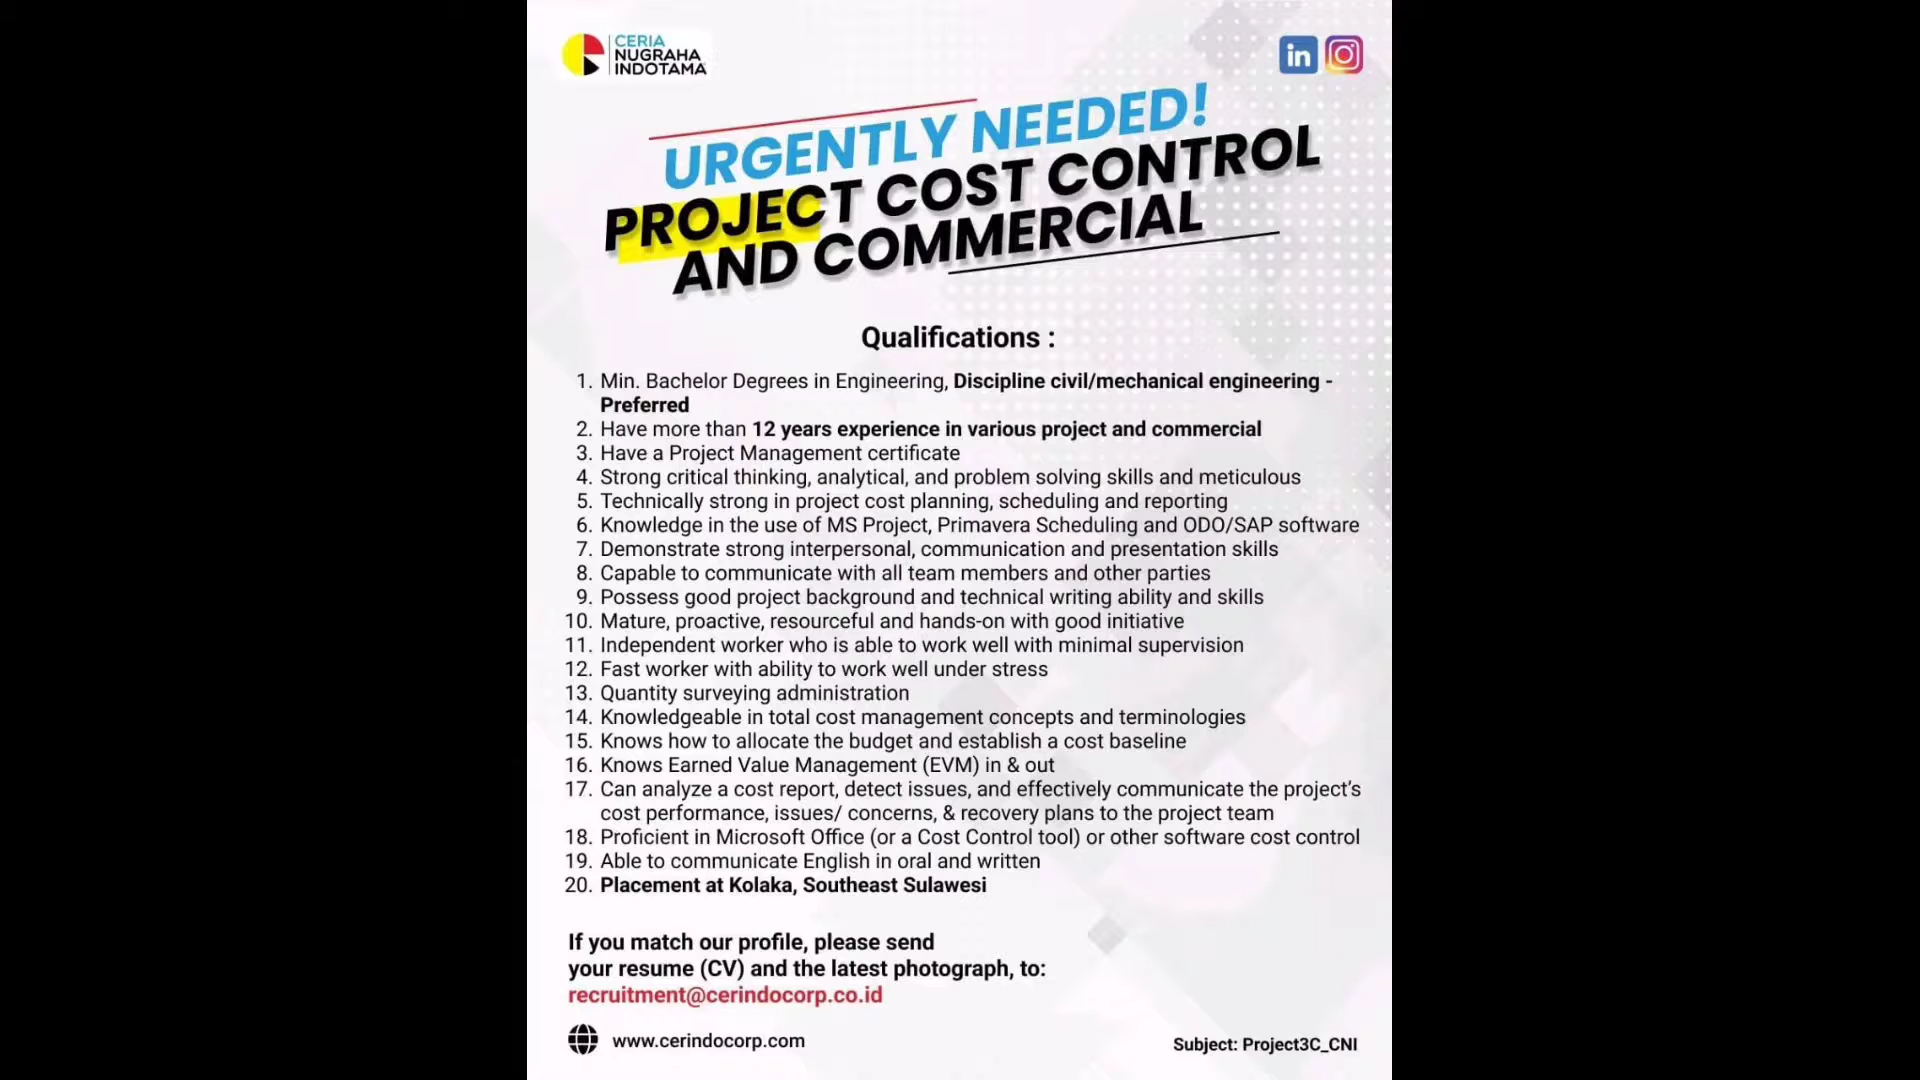 CERIA
NUGRAHA
INDOTAMA
in
URGENTLY NEEDED!
PROJECT COST CONTROL
AND COMMERCIAL
Qualifications :
1. Min. Bachelor Degrees in Engineering, Discipline civil/mechanical engineering -
Preferred
2. Have more than 12 years experience in various project and commercial
3. Have a Project Management certificate
4. Strong critical thinking, analytical, and problem solving skills and meticulous
5. Technically strong in project cost planning, scheduling and reporting
6. Knowledge in the use of MS Project, Primavera Scheduling and ODO/SAP software
7. Demonstrate strong interpersonal, communication and presentation skills
8. Capable to communicate with all team members and other parties
9. Possess good project background and technical writing ability and skills
10. Mature, proactive, resourceful and hands-on with good initiative
11. Independent worker who is able to work well with minimal supervision
12. Fast worker with ability to work well under stress
13. Quantity surveying administration
14. Knowledgeable in total cost management concepts and terminologies
15. Knows how to allocate the budget and establish a cost baseline
16. Knows Earned Value Management (EVM) in & out
17. Can analyze a cost report, detect issues, and effectively communicate the project's
cost performance, issues/ concerns, & recovery plans to the project team
18. Proficient in Microsoft Office (or a Cost Control tool) or other software cost control
19. Able to communicate English in oral and written
20. Placement at Kolaka, Southeast Sulawesi
If you match our profile, please send
your resume (CV) and the latest photograph, to:
recruitment@cerindocorp.co.id
www.cerindocorp.com
Subject: Project3C_CNI